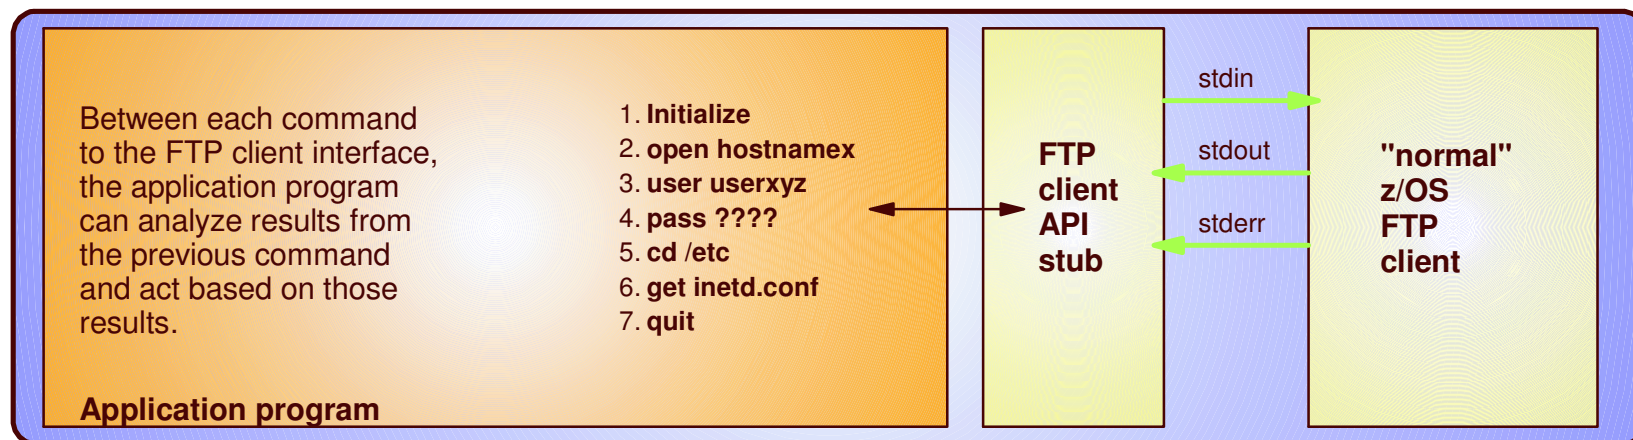 Between each command
to the FTP client interface,
the application program
can analyze results from
the previous command
and act based on those
results.
Application program
1. Initialize
2. open hostnamex
3. user userxyz
4. pass ????
5. cd /etc
6. get inetd.conf
7. quit
FTP
client
API
stub
stdin
stdout
stderr
"normal"
z/OS
FTP
client